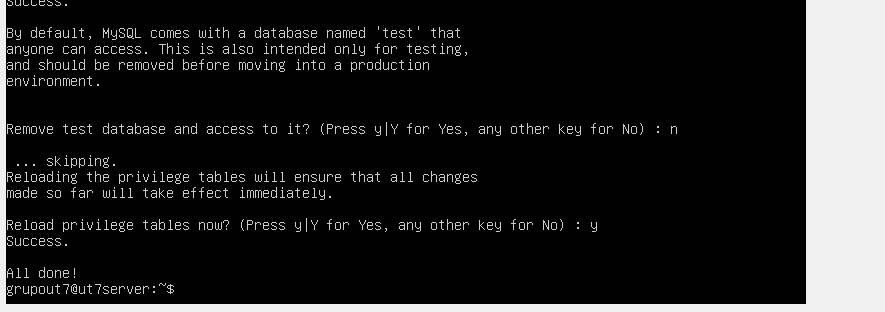 Success.
By default, MySQL comes with a database named 'test' that
anyone can access. This is also intended only for testing,
and should be removed before moving into a production
environment.
Remove test database and access to it? (Press y|Y for Yes, any other key for No) : n
... skipping.
Reloading the privilege tables will ensure that all changes
made so far will take effect immediately.
Reload privilege tables now? (Press y|Y for Yes, any other key for No) : y
Success.
All done!
grupout7@ut7server:~$